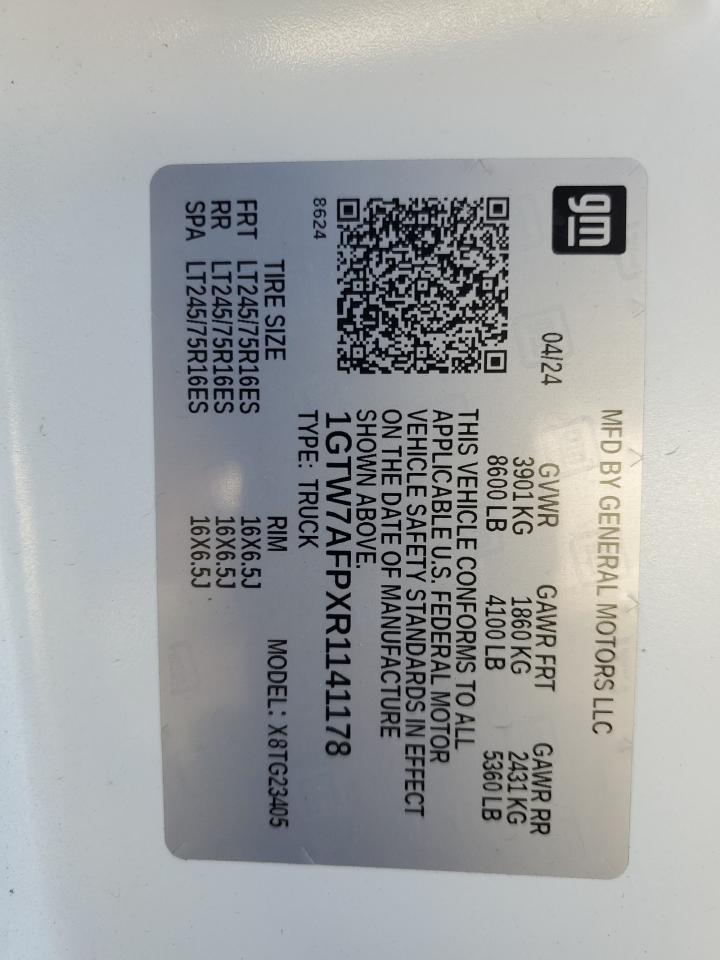 gm
MFD BY GENERAL MOTORS LLC
04/24 GVWR GAWR FRT GAWR RR
3901 KG 1860 KG 2431 KG
8600 LB 4100 LB 5360 LB
THIS VEHICLE CONFORMS TO ALL
APPLICABLE U.S. FEDERAL MOTOR
VEHICLE SAFETY STANDARDS IN EFFECT
ON THE DATE OF MANUFACTURE
SHOWN ABOVE.
1GTW7AFPXR1141178
8624
TYPE: TRUCK
TIRE SIZE RIM MODEL: X8TG23405
FRT LT245/75R16ES 16X6.5J
RR LT245/75R16ES 16X6.5J
SPA LT245/75R16ES 16X6.5J